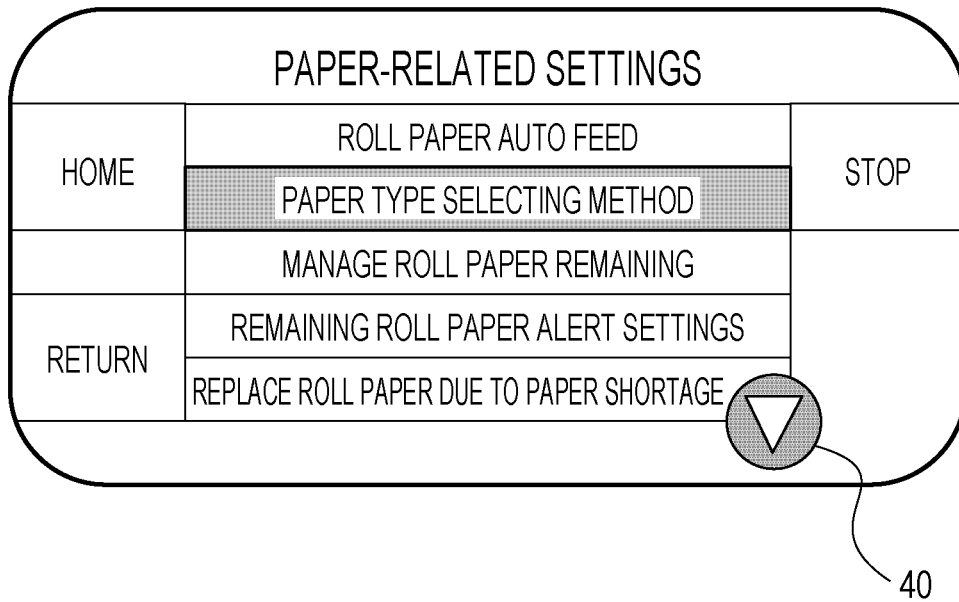 PAPER-RELATED SETTINGS
HOME
ROLL PAPER AUTO FEED
STOP
PAPER TYPE SELECTING METHOD
MANAGE ROLL PAPER REMAINING
RETURN
REMAINING ROLL PAPER ALERT SETTINGS
REPLACE ROLL PAPER DUE TO PAPER SHORTAGE
40